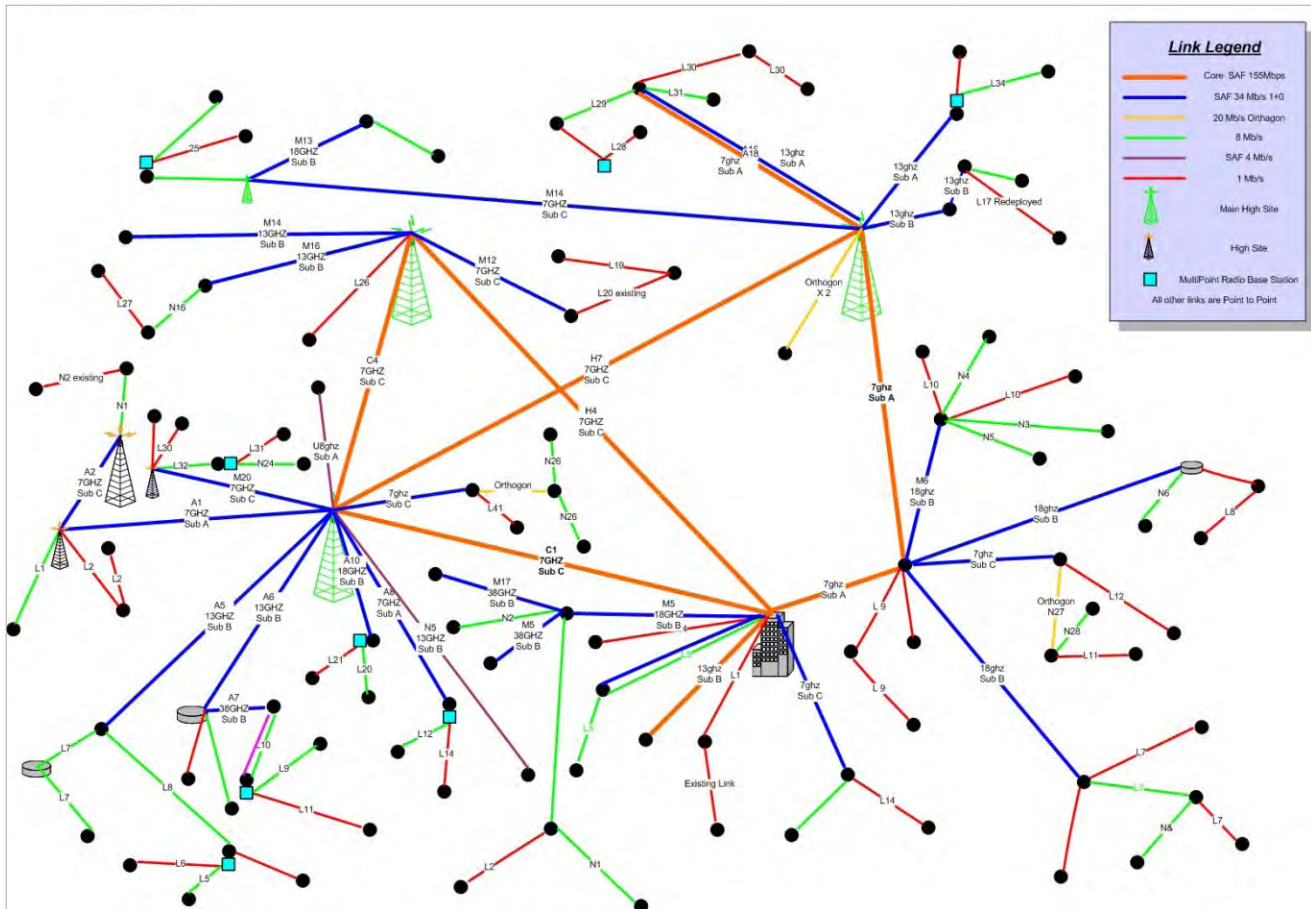 Link Legend
Core SAF 155Mbps
SAF 34 Mb/s 1+0
20 Mb/s Orthagon
8 Mb/s
SAF 4 Mb/s
1 Mb/s
Main High Site
High Site
MultiPoint Radio Base Station
All other links are Point to Point
L30
L30
L31
L29
L28
L34
25
M13
18GHZ
Sub B
A18
7ghz
Sub A
13ghz
Sub A
13ghz
Sub A
13ghz
Sub B
13ghz
Sub B
L17 Redeployed
M14
7GHZ
Sub C
M14
13GHZ
Sub B
M16
13GHZ
Sub B
M12
7GHZ
Sub C
L19
L20 existing
L26
L27
N16
Orthogon
X 2
C4
7GHZ
Sub C
H7
7GHZ
Sub C
H4
7GHZ
Sub C
7ghz
Sub A
L10
N4
L10
N3
N5
N2 existing
N1
L30
L31
L32
N24
U8ghz
Sub A
A2
7GHZ
Sub C
M20
7GHZ
Sub C
A1
7GHZ
Sub A
7ghz
Sub C
Orthogon
L41
N26
N26
M6
18ghz
Sub B
18ghz
Sub B
N6
L8
7ghz
Sub C
L1
L2
L2
C1
7GHZ
Sub C
A10
18GHZ
Sub B
A8
7GHZ
Sub A
A5
13GHZ
Sub B
A6
13GHZ
Sub B
N5
13GHZ
Sub B
M17
38GHZ
Sub B
N2
M5
38GHZ
Sub B
M5
18GHZ
Sub B
7ghz
Sub A
L 9
L 9
Orthogon
N27
N28
L12
L11
L21
L20
13ghz
Sub B
L1
7ghz
Sub C
18ghz
Sub B
A7
38GHZ
Sub B
L10
L9
L11
L12
L14
L7
L7
L8
L6
L5
Existing Link
L14
L2
N1
L7
N&
L7